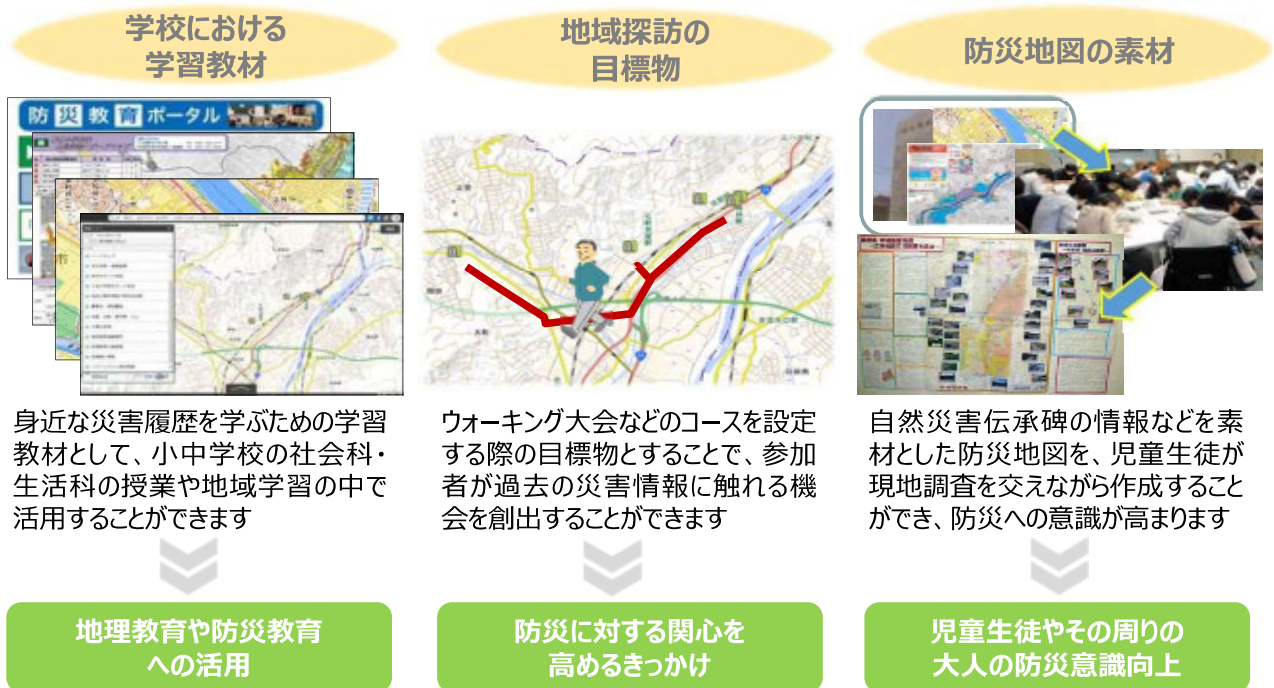 学校における
学習教材
防災教育ポータル
身近な災害履歴を学ぶための学習
教材として、小中学校の社会科・
生活科の授業や地域学習の中で
活用することができます
地理教育や防災教育
への活用
地域探訪の
目標物
ウォーキング大会などのコースを設定
する際の目標物とすることで、参加
者が過去の災害情報に触れる機
会を創出することができます
防災に対する関心を
高めるきっかけ
防災地図の素材
自然災害伝承碑の情報などを素
材とした防災地図を、児童生徒が
現地調査を交えながら作成すること
ができ、防災への意識が高まります
児童生徒やその周りの
大人の防災意識向上